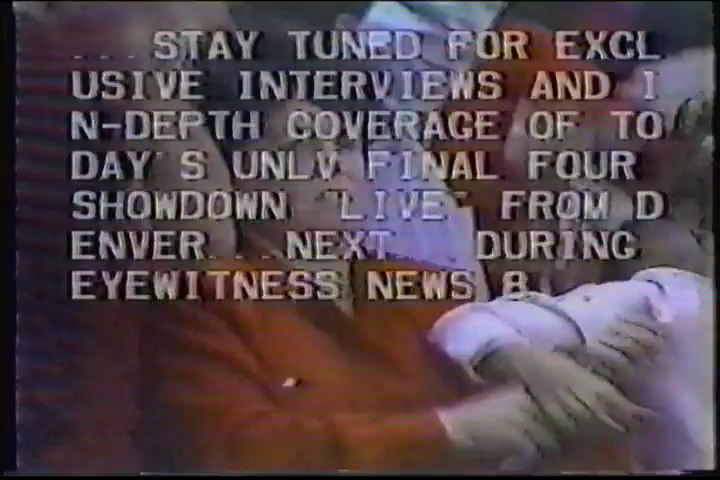 ...STAY TUNED FOR EXCL
USIVE INTERVIEWS AND I
N-DEPTH COVERAGE OF TO
DAY'S UNLV FINAL FOUR
SHOWDOWN "LIVE" FROM D
ENVER...NEXT...DURING
EYEWITNESS NEWS 8.